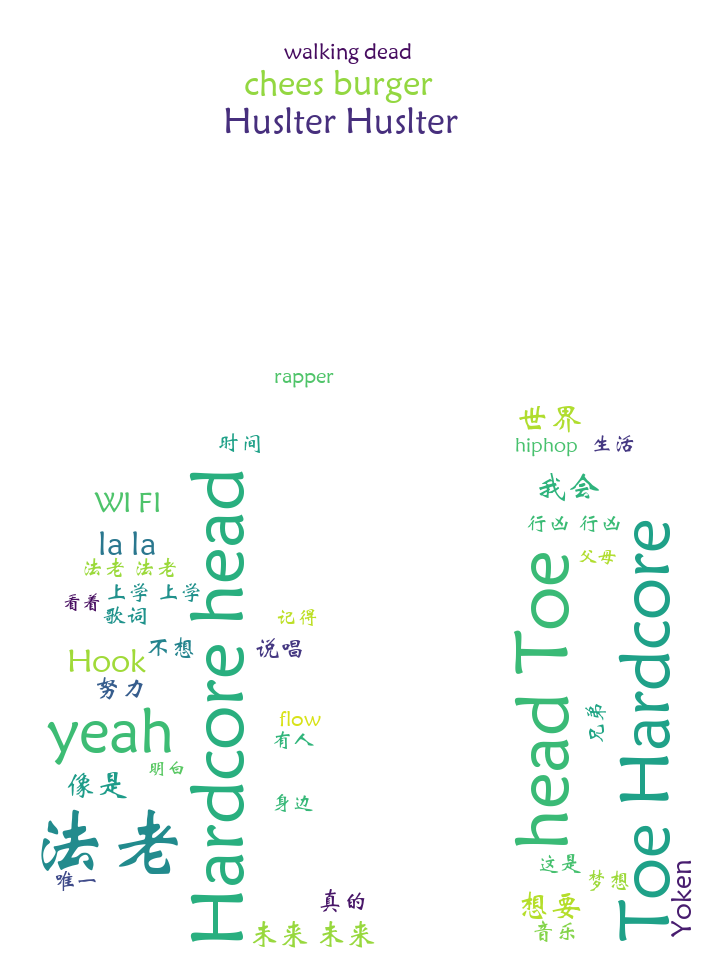 walking dead
chees burger
Huslter Huslter
rapper
世界
时间
hiphop 生活
Hardcore head
我会
WI FI
行凶 行凶
Toe Hardcore
la la
head Toe
父母
法老 法老
上学 上学
看着
歌词
记得
不想
说唱
Hook
努力
yeah
flow
兄弟
有人
明白
像是
身边
法老
这是
唯一
梦想
Yoken
真的
想要
未来 未来
音乐